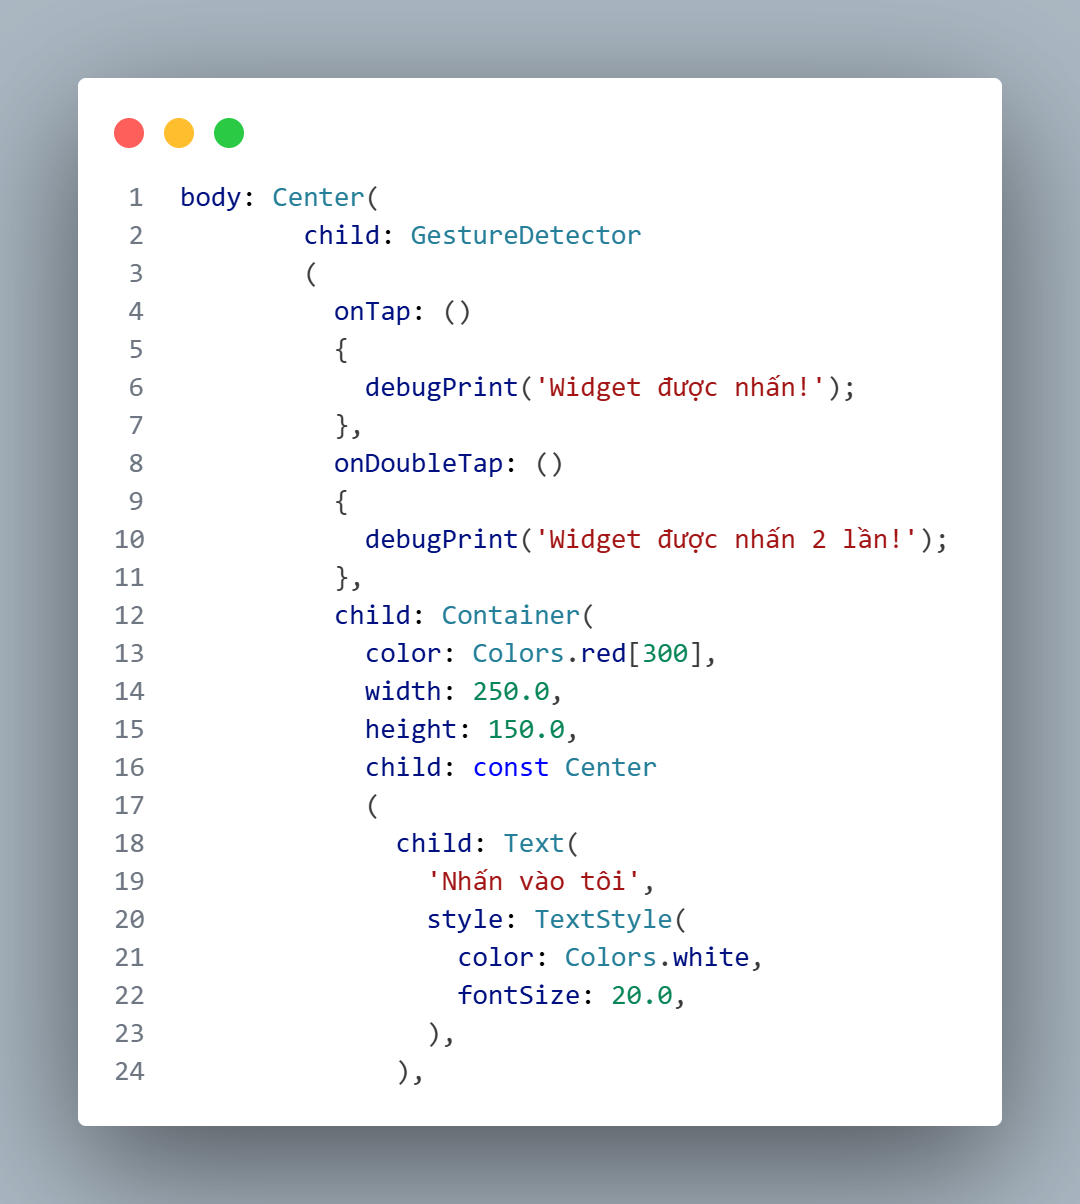 1 body: Center(
2 child: GestureDetector
3 (
4 onTap: ()
5 {
6 debugPrint('Widget được nhấn!');
7 },
8 onDoubleTap: ()
9 {
10 debugPrint('Widget được nhấn 2 lần!');
11 },
12 child: Container(
13 color: Colors.red[300],
14 width: 250.0,
15 height: 150.0,
16 child: const Center
17 (
18 child: Text(
19 'Nhấn vào tôi',
20 style: TextStyle(
21 color: Colors.white,
22 fontSize: 20.0,
23 ),
24 ),